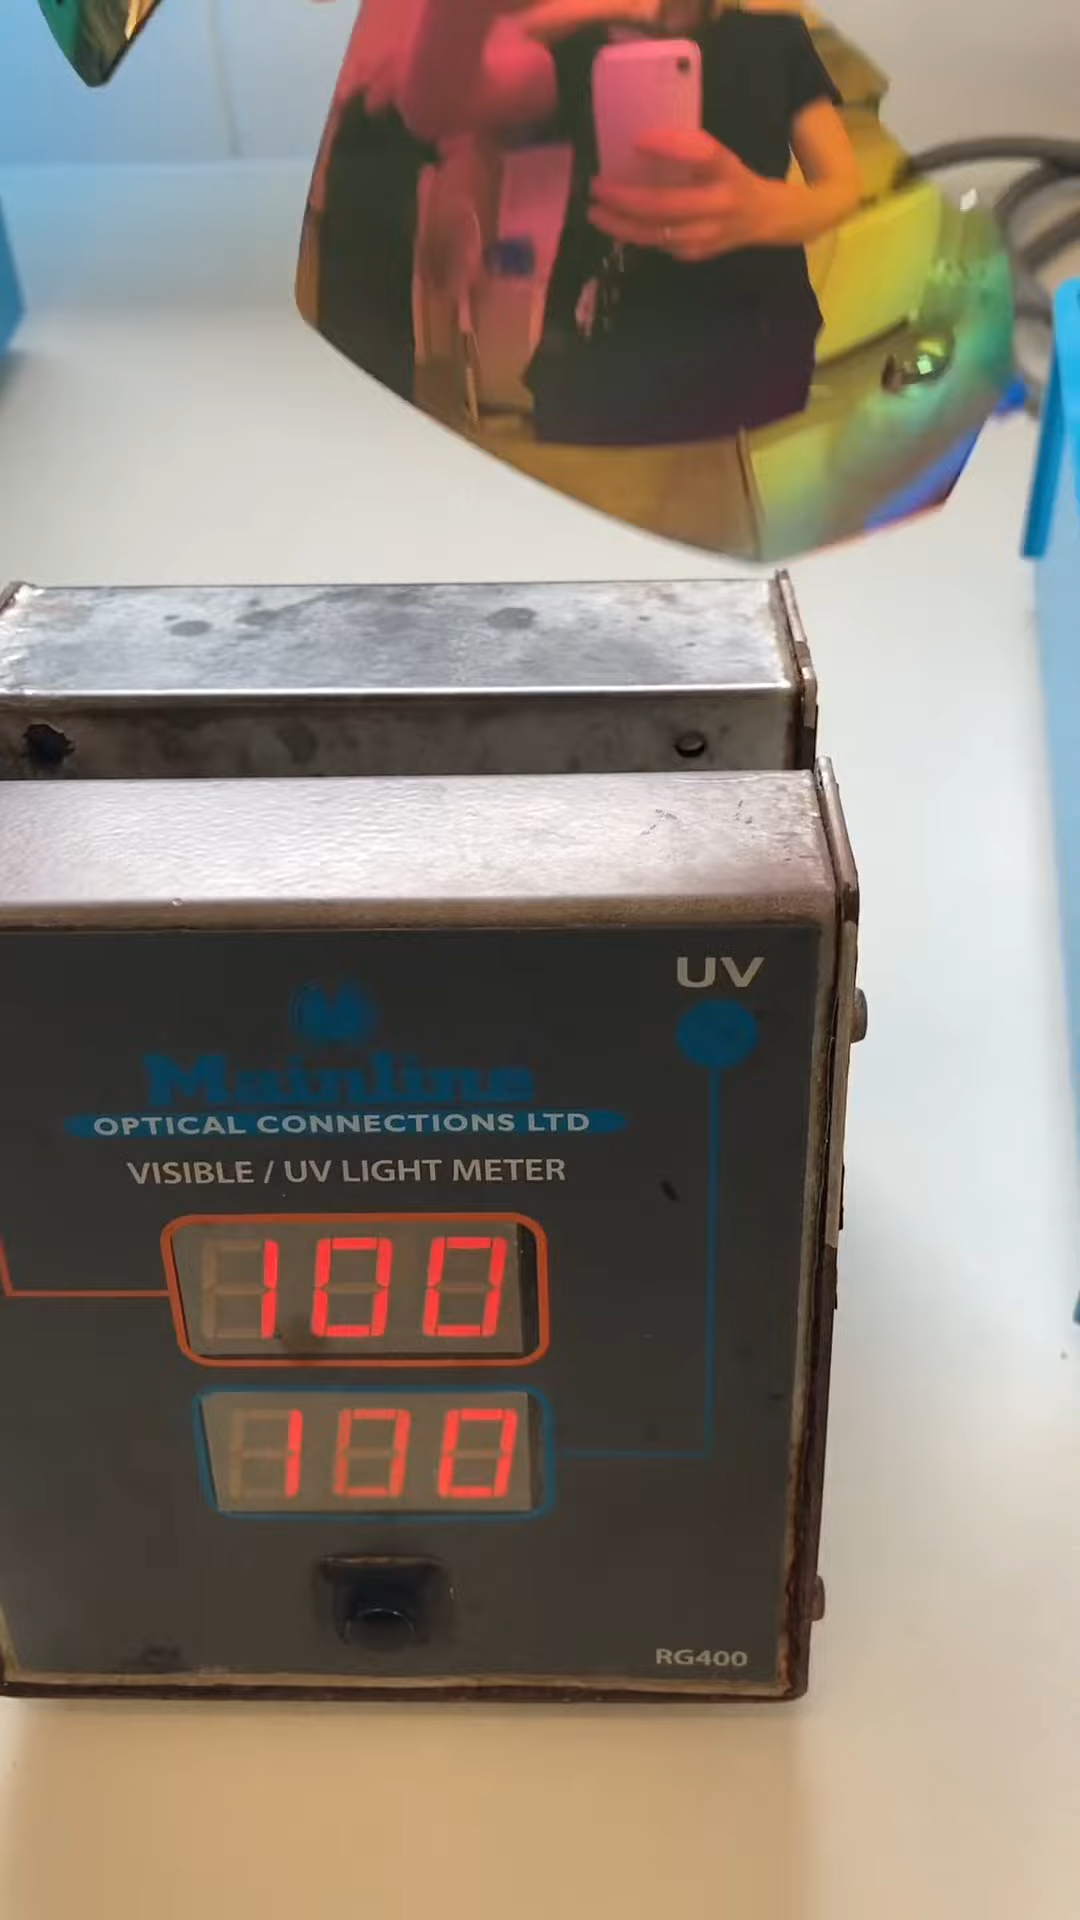 UV
Mainline
OPTICAL CONNECTIONS LTD
VISIBLE / UV LIGHT METER
100
100
RG400